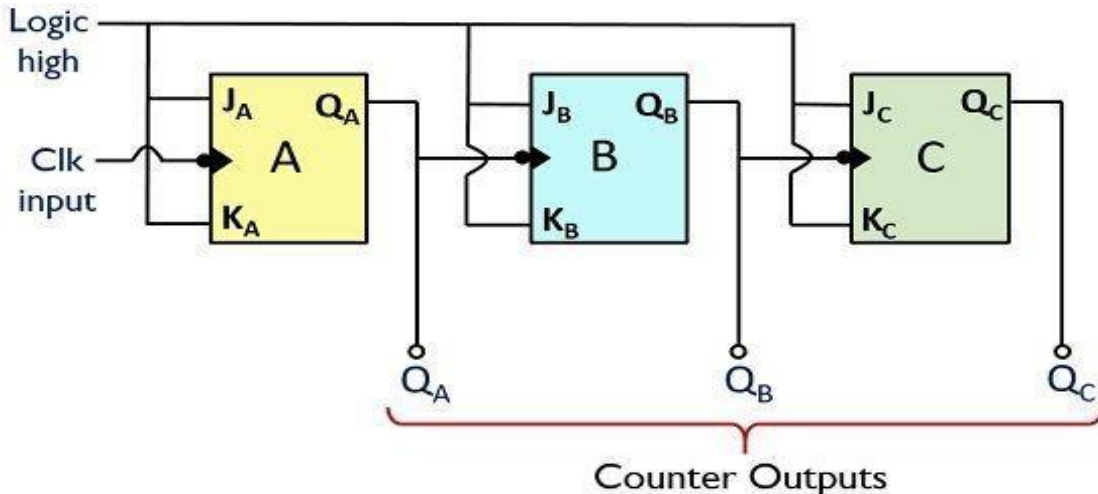 Logic
high
Clk
input
J_A Q_A
A
K_A
J_B Q_B
B
K_B
J_C Q_C
C
K_C
Q_A Q_B Q_C
Counter Outputs